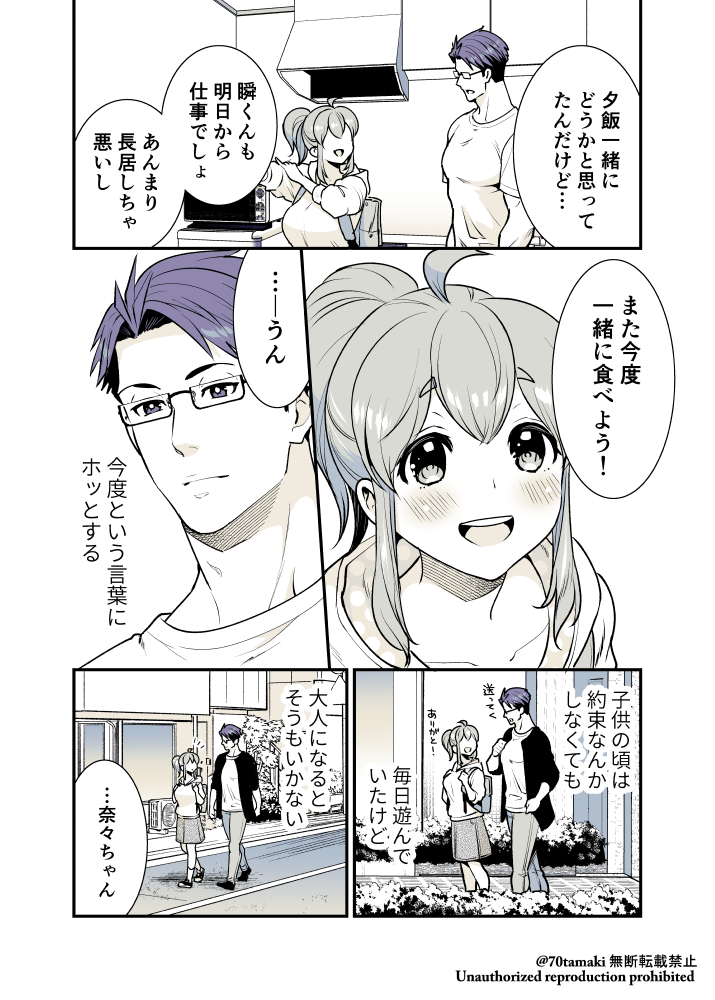 夕飯一緒に
どうかと思って
たんだけど…
瞬くんも
明日から
仕事でしょ
あんまり
長居しちゃ
悪いし
また今度
一緒に食べよう！
…—うん
今度という言葉に
ホッとする
子供の頃は
約束なんか
しなくても
送ってく
ありがと！
毎日遊んで
いたけど
大人になると
そうもいかない
…奈々ちゃん
@70tamaki 無断転載禁止
Unauthorized reproduction prohibited